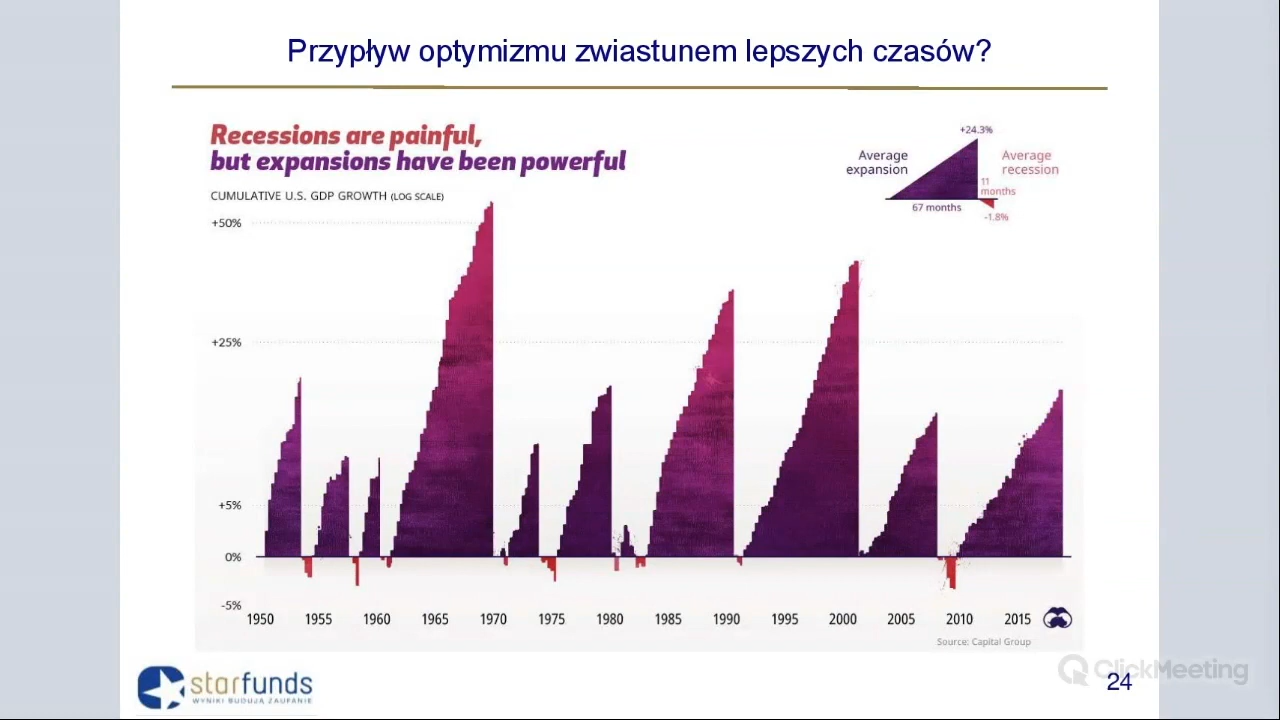 Przypływ optymizmu zwiastunem lepszych czasów?
Recessions are painful,
but expansions have been powerful
CUMULATIVE U.S. GDP GROWTH (LOG SCALE)
+24.3%
Average
expansion
Average
recession
11
months
67 months
-1.8%
+50%
+25%
+5%
0%
-5%
1950 1955 1960 1965 1970 1975 1980 1985 1990 1995 2000 2005 2010 2015
Source: Capital Group
starfunds
WYNIKI BUDUJĄ ZAUFANIE
24
ClickMeeting